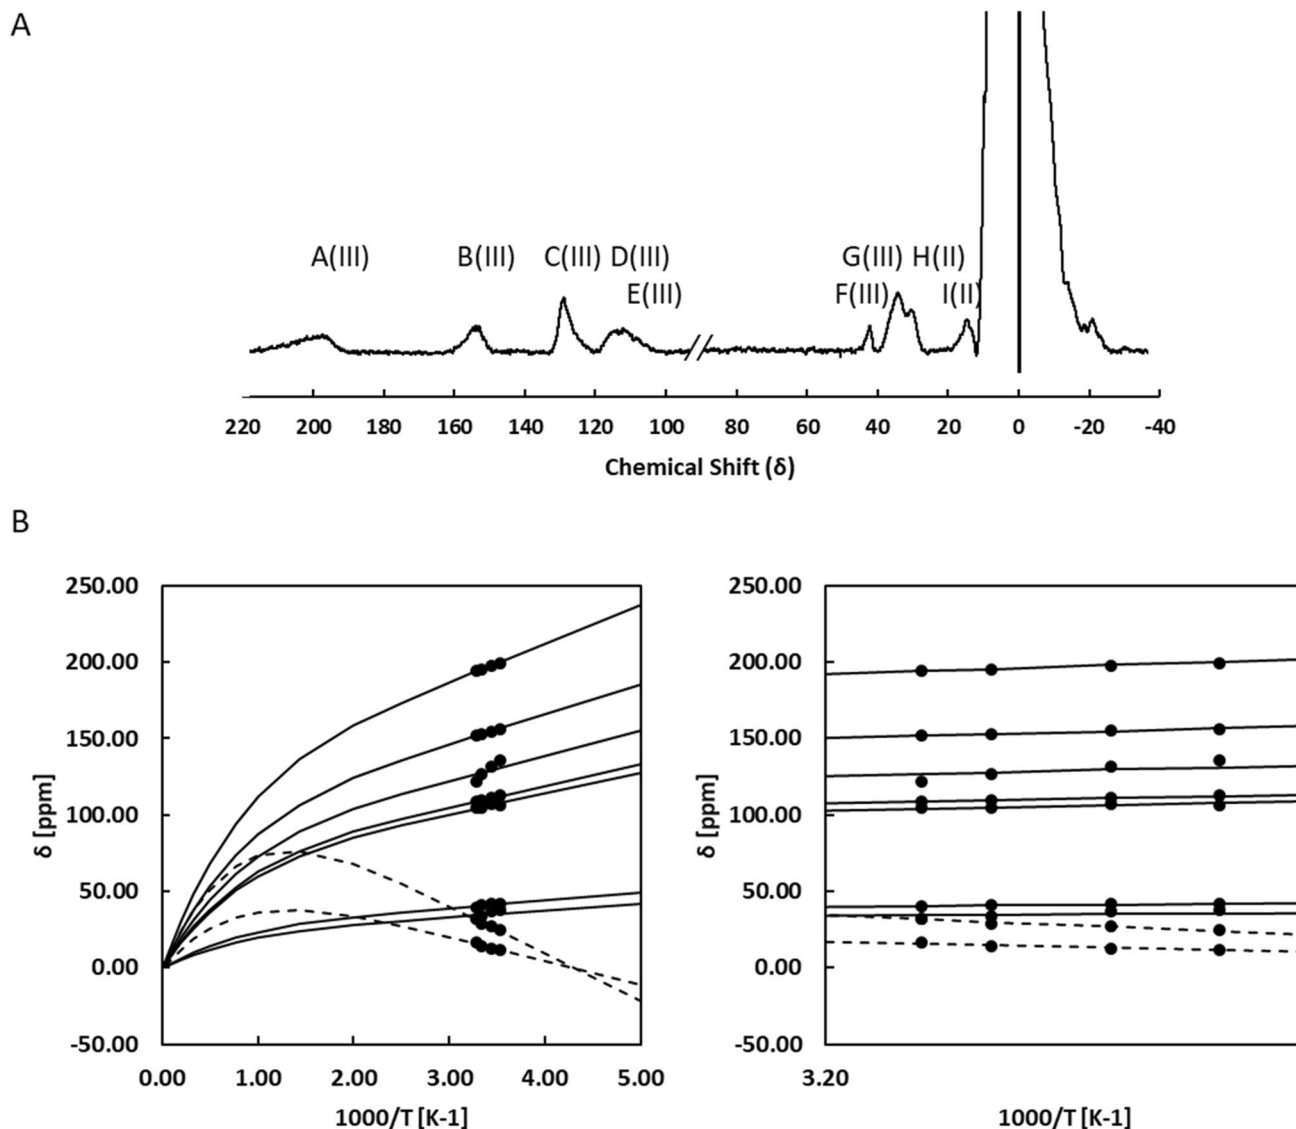 A
A(III) B(III) C(III) D(III) G(III) H(II)
E(III) F(III) I(II)
220 200 180 160 140 120 100 80 60 40 20 0 -20 -40
Chemical Shift (δ)
B
250.00 250.00
200.00 200.00
150.00 150.00
100.00 100.00
δ [ppm] δ [ppm]
50.00 50.00
0.00 0.00
-50.00 -50.00
0.00 1.00 2.00 3.00 4.00 5.00 3.20
1000/T [K-1] 1000/T [K-1]